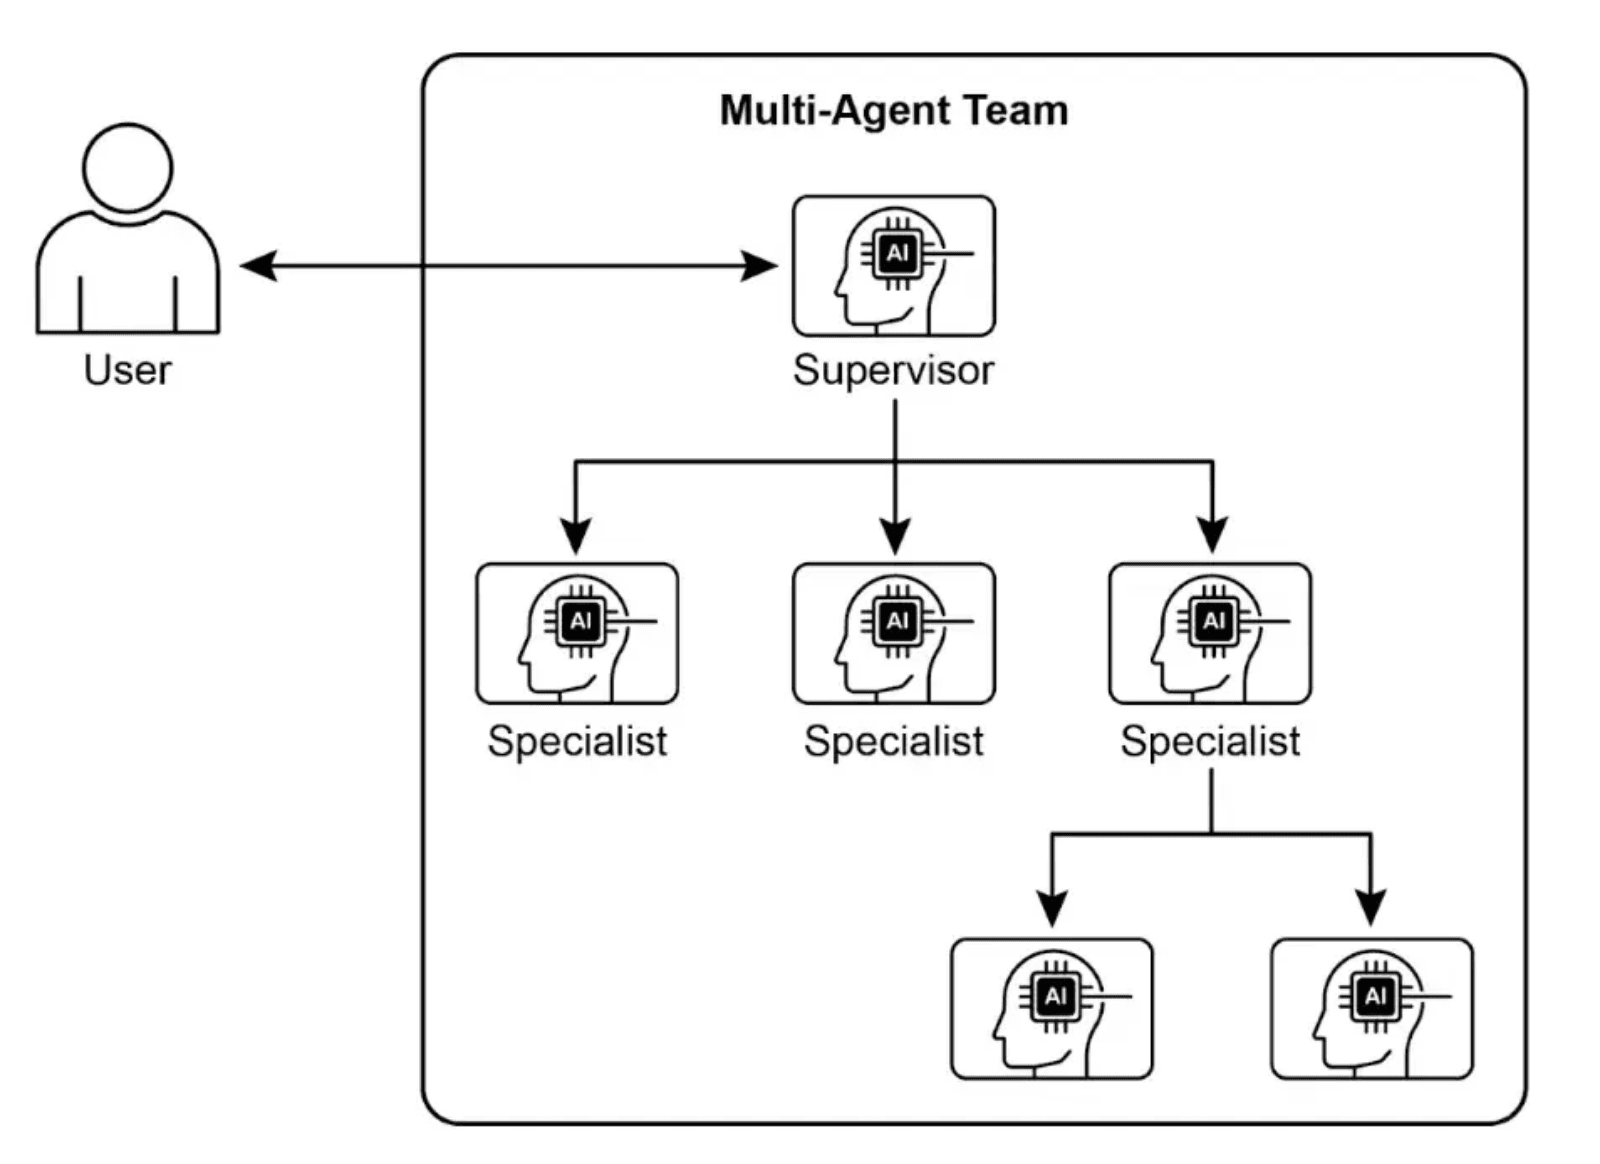 Multi-Agent Team
AI
User
Supervisor
AI
AI
AI
Specialist
Specialist
Specialist
AI
AI